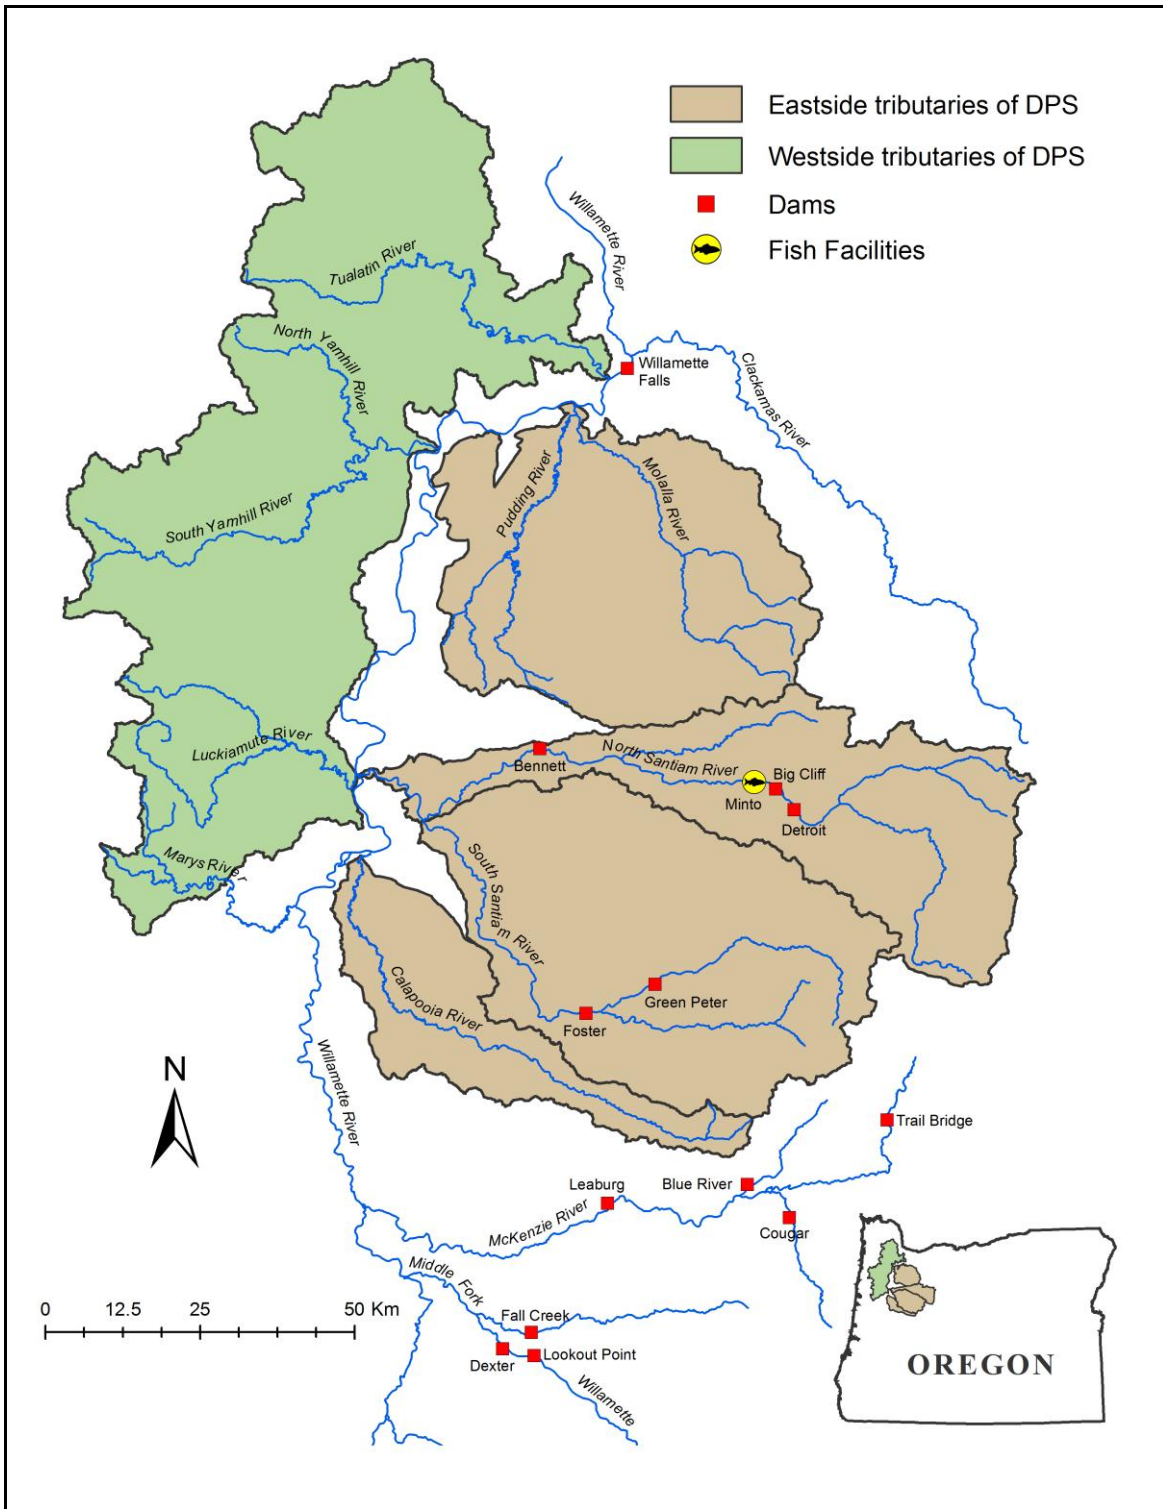 Eastside tributaries of DPS
Westside tributaries of DPS
Dams
Fish Facilities
Willamette River
Tualatin River
North Yamhill River
Willamette
Falls
Clackamas River
Pudding River
Molalla River
South Yamhill River
Luckiamute River
Bennett
North Santiam River
Big Cliff
Minto
Detroit
Marys River
South Santiam River
Calapooia River
Green Peter
Foster
N
Willamette River
Trail Bridge
Leaburg
Blue River
McKenzie River
Cougar
Middle Fork
0 12.5 25 50 Km
Fall Creek
Dexter
Lookout Point
Willamette
OREGON